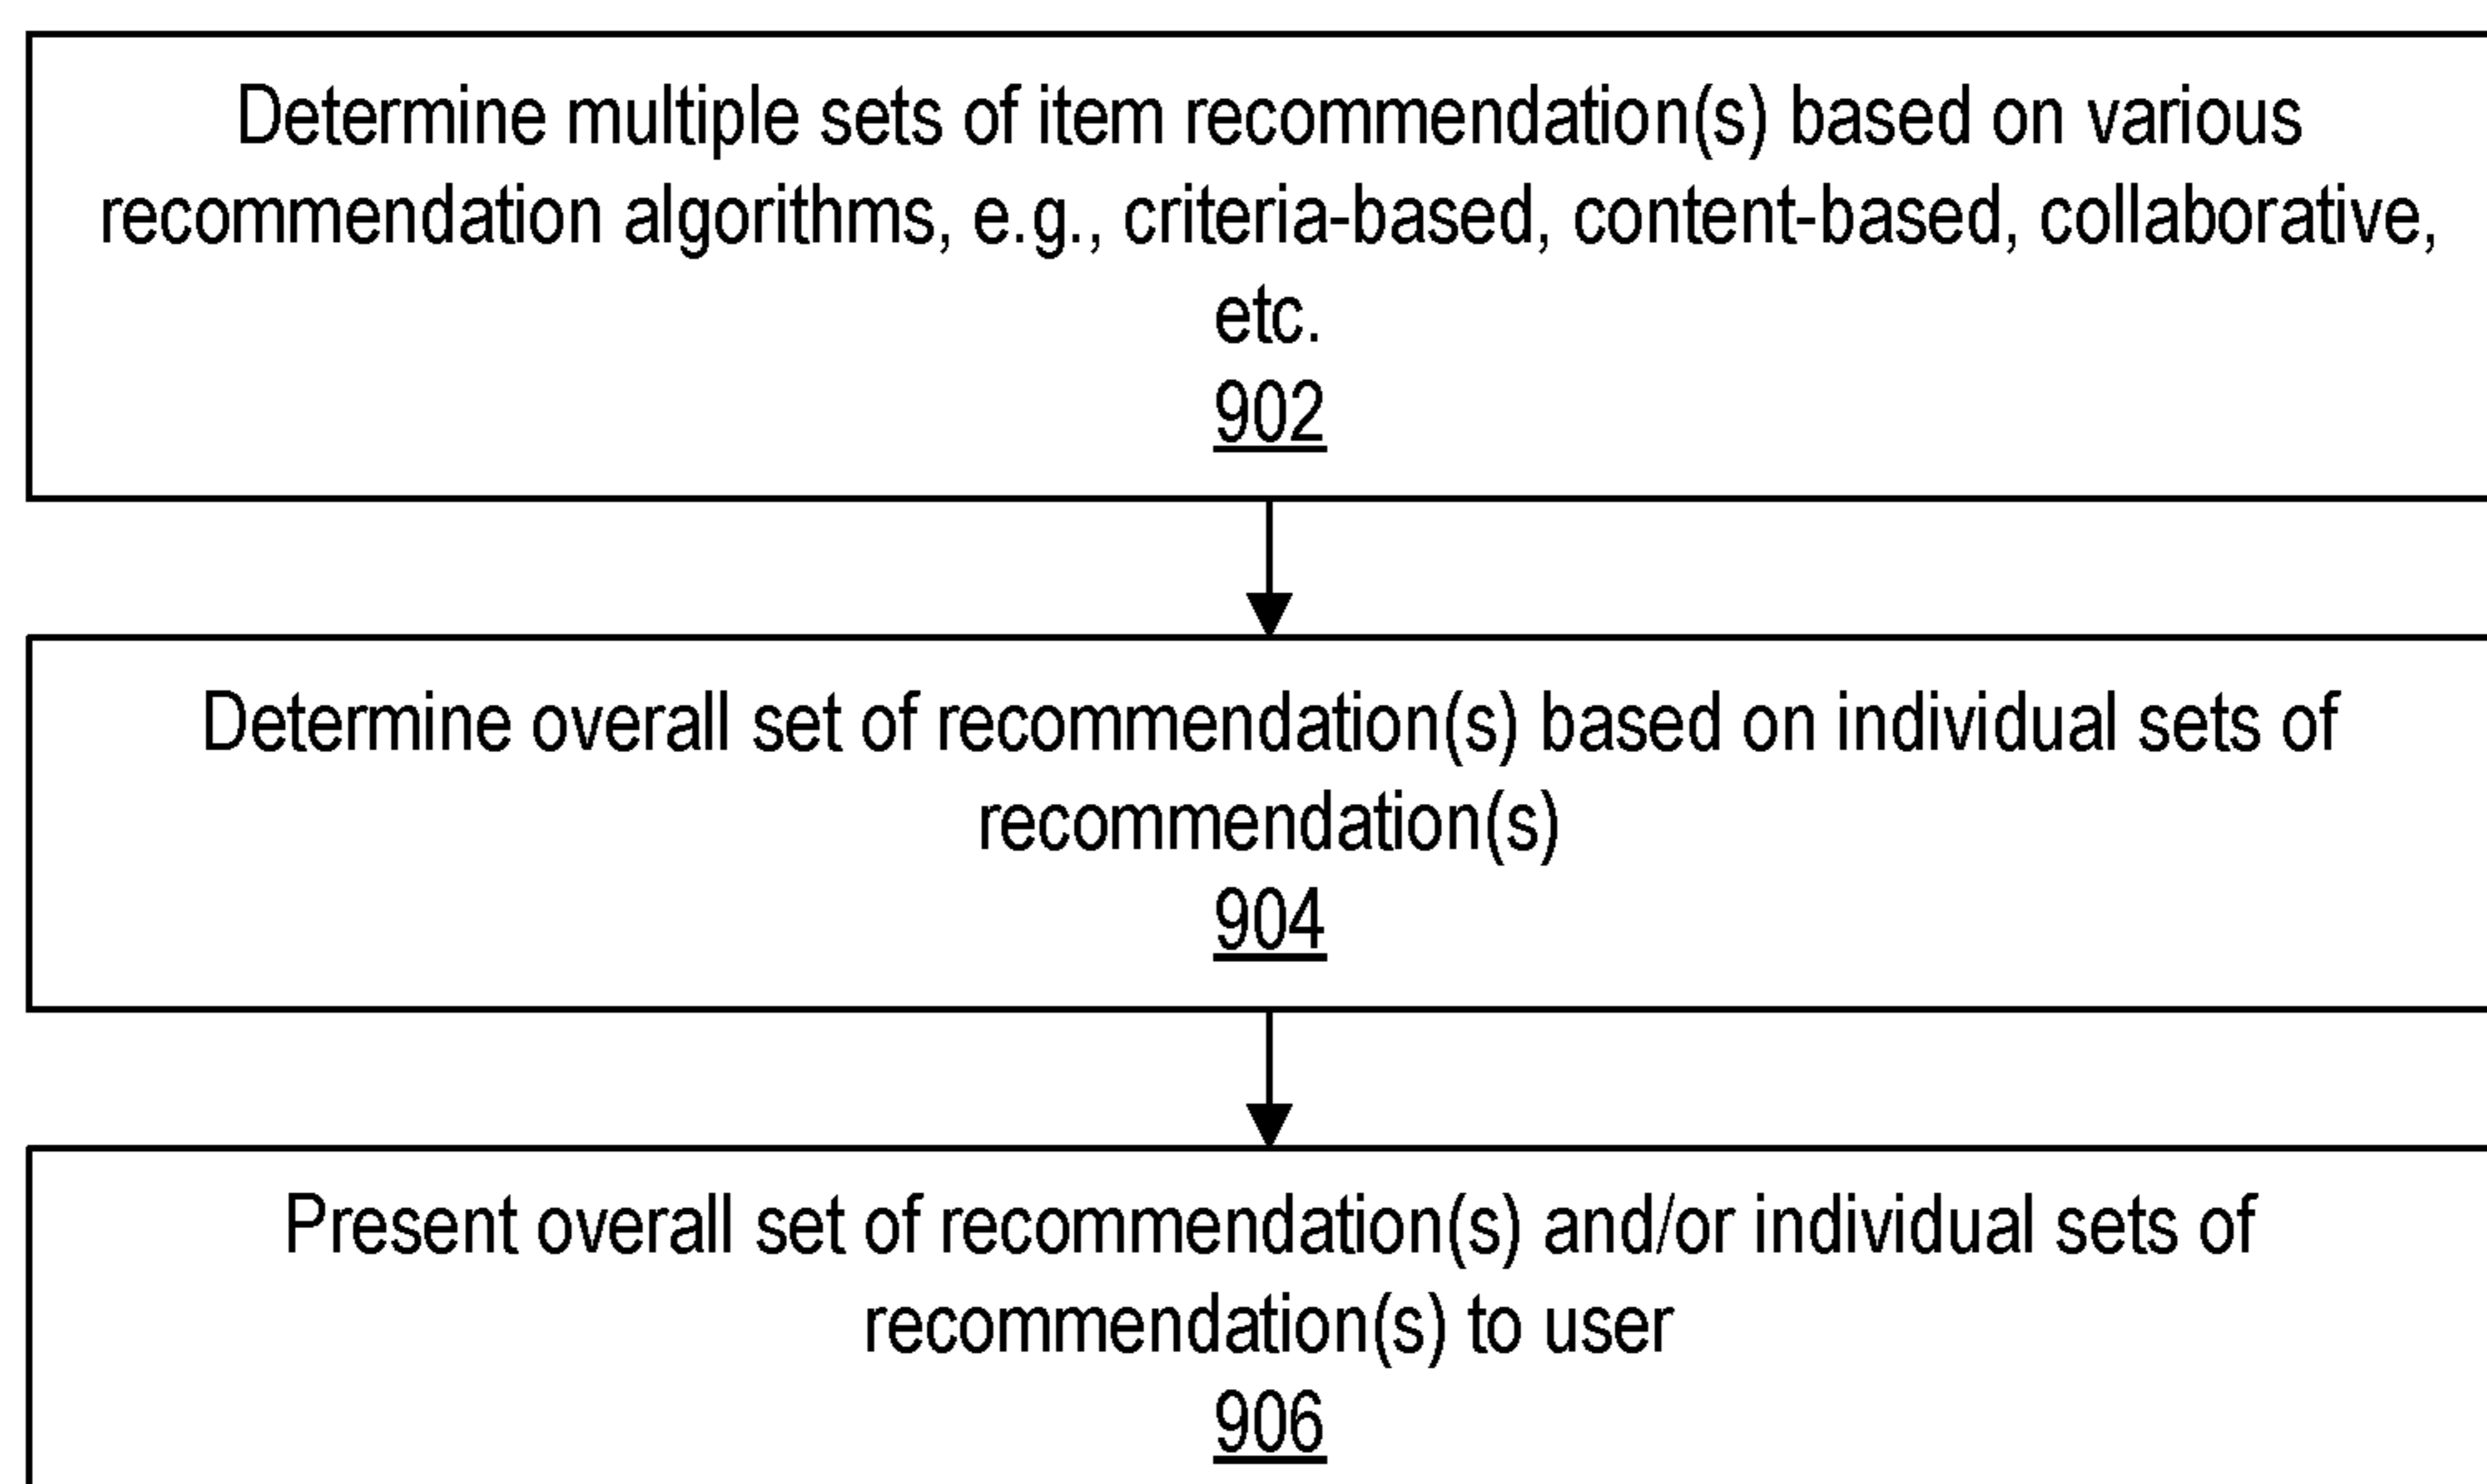 Determine multiple sets of item recommendation(s) based on various
recommendation algorithms, e.g., criteria-based, content-based, collaborative,
etc.
902
Determine overall set of recommendation(s) based on individual sets of
recommendation(s)
904
Present overall set of recommendation(s) and/or individual sets of
recommendation(s) to user
906